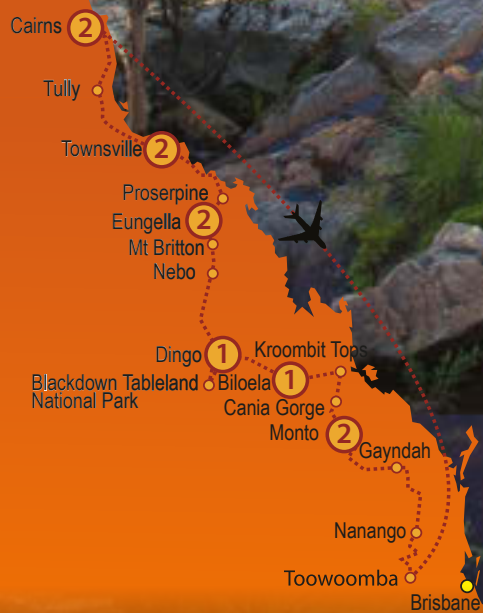 Cairns 2
Tully
Townsville 2
Proserpine
Eungella 2
Mt Britton
Nebo
Dingo 1
Kroombit Tops
Blackdown Tableland
National Park
Biloela 1
Cania Gorge
Monto 2
Gayndah
Nanango
Toowoomba
Brisbane